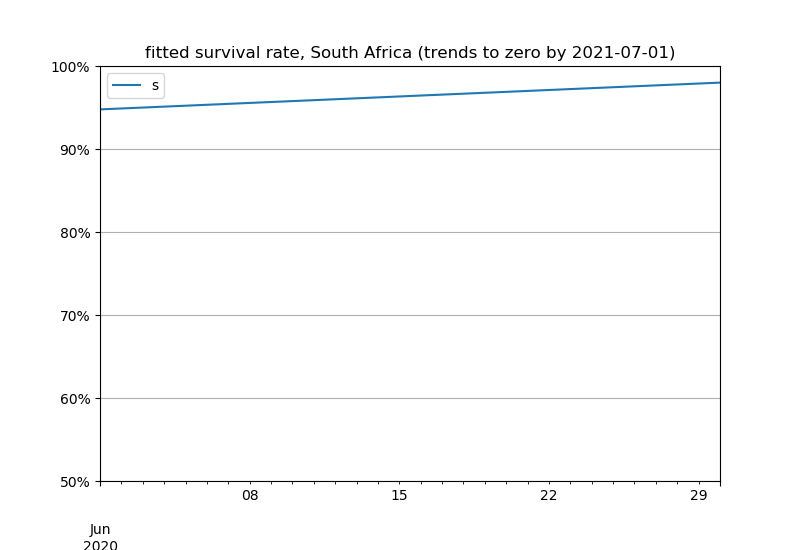 fitted survival rate, South Africa (trends to zero by 2021-07-01)
100%
s
90%
80%
70%
60%
50%
08 15 22 29
Jun
2020